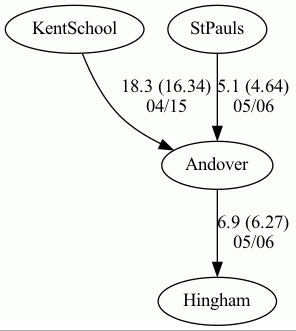 KentSchool
StPauls
18.3 (16.34)
04/15
5.1 (4.64)
05/06
Andover
6.9 (6.27)
05/06
Hingham